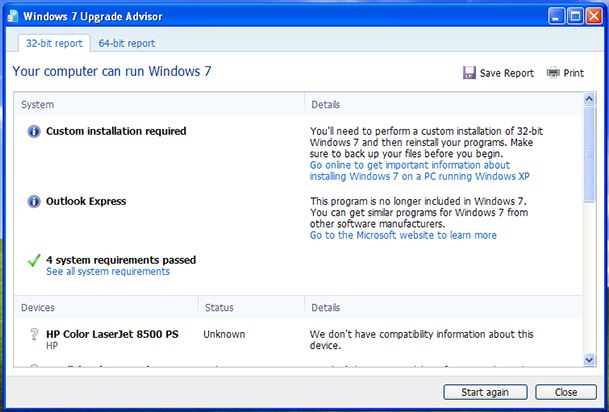 Windows 7 Upgrade Advisor
32-bit report
64-bit report
Your computer can run Windows 7
Save Report
Print
System
Details
Custom installation required
You'll need to perform a custom installation of 32-bit
Windows 7 and then reinstall your programs. Make
sure to back up your files before you begin.
Go online to get important information about
installing Windows 7 on a PC running Windows XP
Outlook Express
This program is no longer included in Windows 7.
You can get similar programs for Windows 7 from
other software manufacturers.
Go to the Microsoft website to learn more
4 system requirements passed
See all system requirements
Devices
Status
Details
HP Color LaserJet 8500 PS
HP
Unknown
We don't have compatibility information about this
device.
Start again
Close